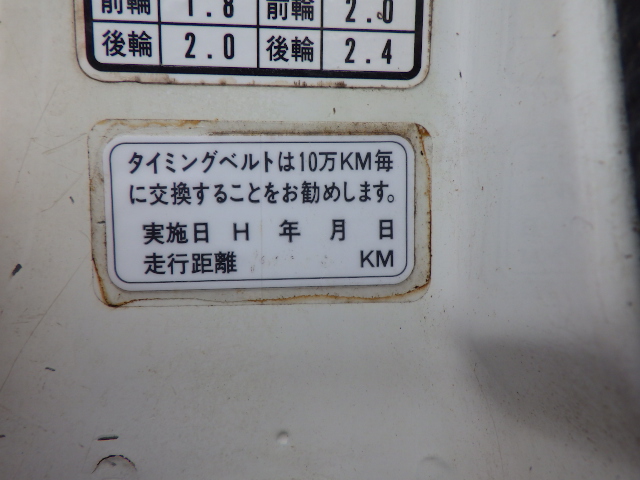 前輪 1.8 前輪 2.0
後輪 2.0 後輪 2.4
タイミングベルトは10万KM毎
に交換することをお勧めします。
実施日 H 年 月 日
走行距離 KM